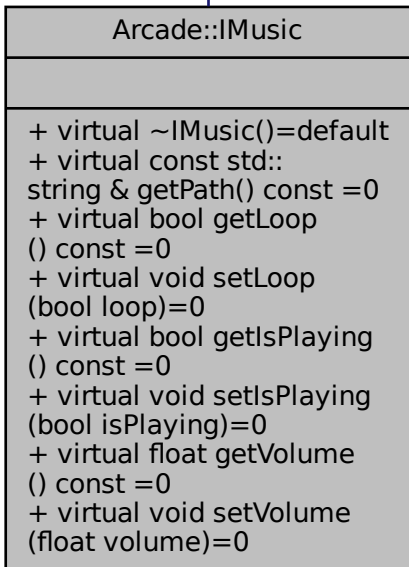 Arcade::IMusic
+ virtual ~IMusic()=default
+ virtual const std::
string & getPath() const =0
+ virtual bool getLoop
() const =0
+ virtual void setLoop
(bool loop)=0
+ virtual bool getIsPlaying
() const =0
+ virtual void setIsPlaying
(bool isPlaying)=0
+ virtual float getVolume
() const =0
+ virtual void setVolume
(float volume)=0